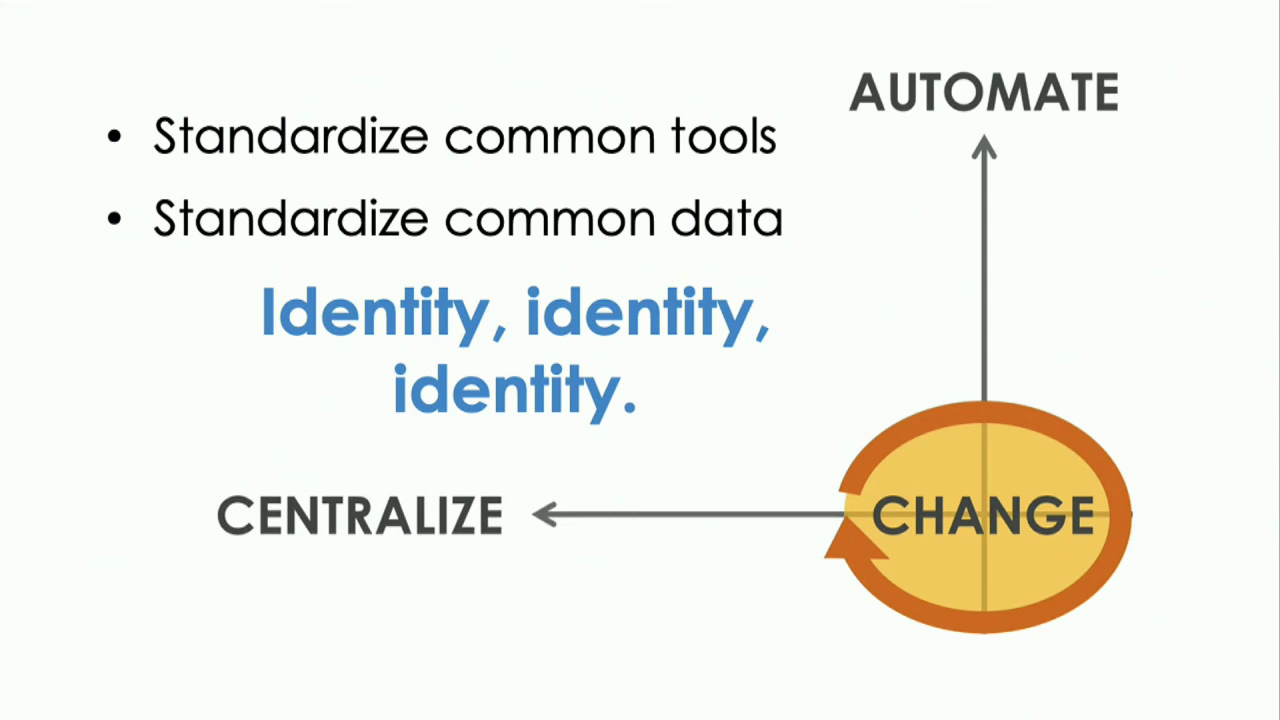 AUTOMATE
• Standardize common tools
• Standardize common data
Identity, identity,
identity.
CENTRALIZE
CHANGE